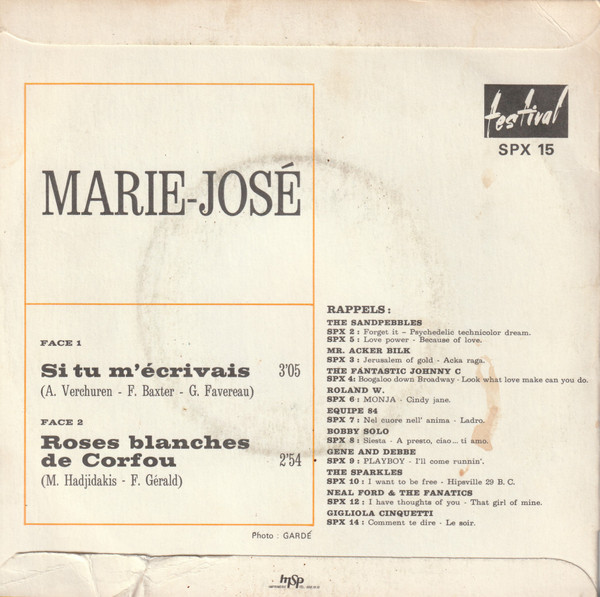 festival
SPX 15
MARIE-JOSÉ
FACE 1
Si tu m'écrivais 3'05
(A. Verchuren - F. Baxter - G. Favereau)
FACE 2
Roses blanches
de Corfou 2'54
(M. Hadjidakis - F. Gérald)
RAPPELS :
THE SANDPEBBLES
SPX 2 : Forget it – Psychedelic technicolor dream.
SPX 5 : Love power - Because of love.
MR. ACKER BILK
SPX 3 : Jerusalem of gold - Acka raga.
THE FANTASTIC JOHNNY C
SPX 4: Boogaloo down Broadway - Look what love make can you do.
ROLAND W.
SPX 6 : MONJA - Cindy jane.
EQUIPE 84
SPX 7 : Nel cuore nell' anima - Ladro.
BOBBY SOLO
SPX 8 : Siesta - A presto, ciao... ti amo.
GENE AND DEBBE
SPX 9 : PLAYBOY - I'll come runnin'.
THE SPARKLES
SPX 10 : I want to be free - Hipsville 29 B. C.
NEAL FORD & THE FANATICS
SPX 12 : I have thoughts of you - That girl of mine.
GIGLIOLA CINQUETTI
SPX 14 : Comment te dire - Le soir.
Photo : GARDÉ
msp